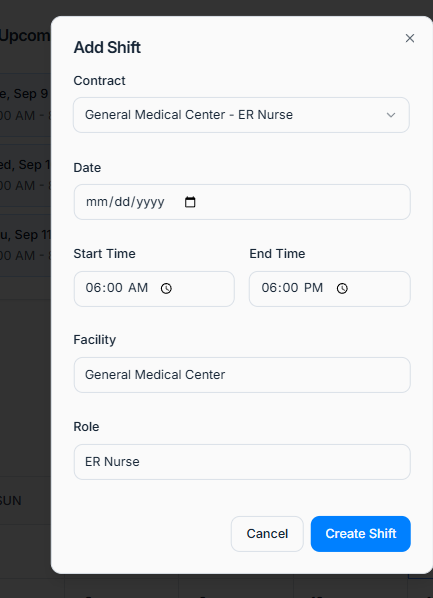 Upcom
Add Shift
Contract
General Medical Center - ER Nurse
e, Sep 9
00 AM - 
Date
ed, Sep 1
mm/dd/yyyy
00 AM - 
u, Sep 11
Start Time
End Time
00 AM - 
06:00 AM
06:00 PM
Facility
General Medical Center
Role
ER Nurse
SUN
Cancel
Create Shift